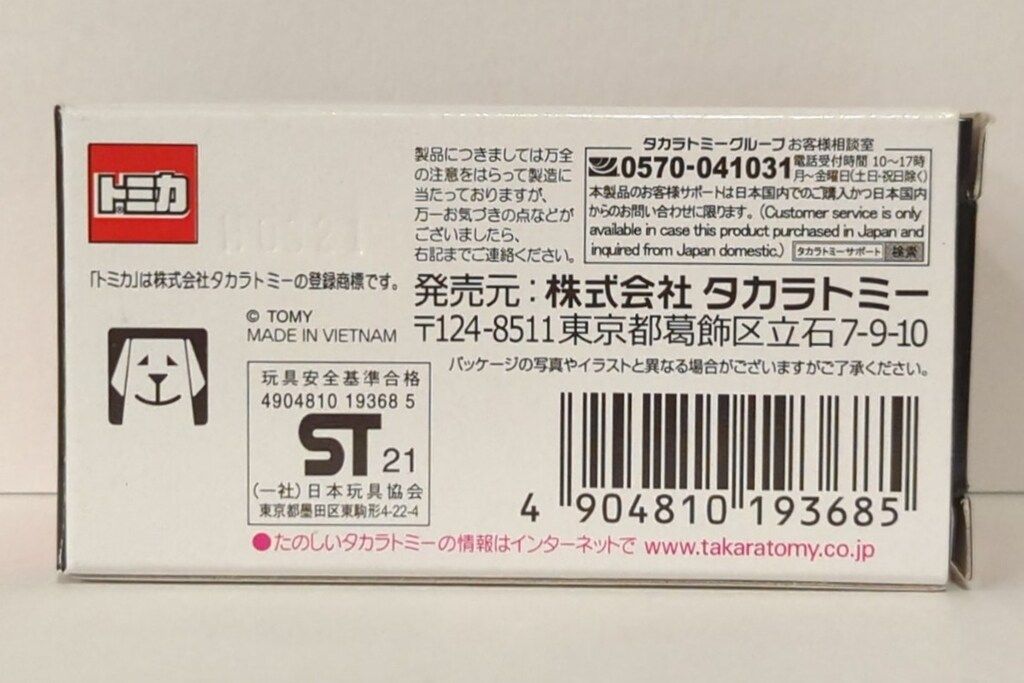 トミカ
「トミカ」は株式会社タカラトミーの登録商標です。
© TOMY
MADE IN VIETNAM
玩具安全基準合格
4904810 19368 5
ST 21
(一社)日本玩具協会
東京都墨田区東駒形4-22-4
製品につきましては万全
の注意をはらって製造に
当たっておりますが、
万一お気づきの点などが
ございましたら、
右記までご連絡ください。
タカラトミーグループ お客様相談室
0570-041031 電話受付時間 10〜17時
月〜金曜日(土日・祝日除く)
本製品のお客様サポートは日本国内でのご購入かつ日本国内
からのお問い合わせに限ります。(Customer service is only
available in case this product purchased in Japan and
inquired from Japan domestic.) タカラトミーサポート 検索
発売元:株式会社 タカラトミー
〒124-8511東京都葛飾区立石7-9-10
パッケージの写真やイラストと異なる場合がございますがご了承ください。
4 904810 193685
●たのしいタカラトミーの情報はインターネットで www.takaratomy.co.jp